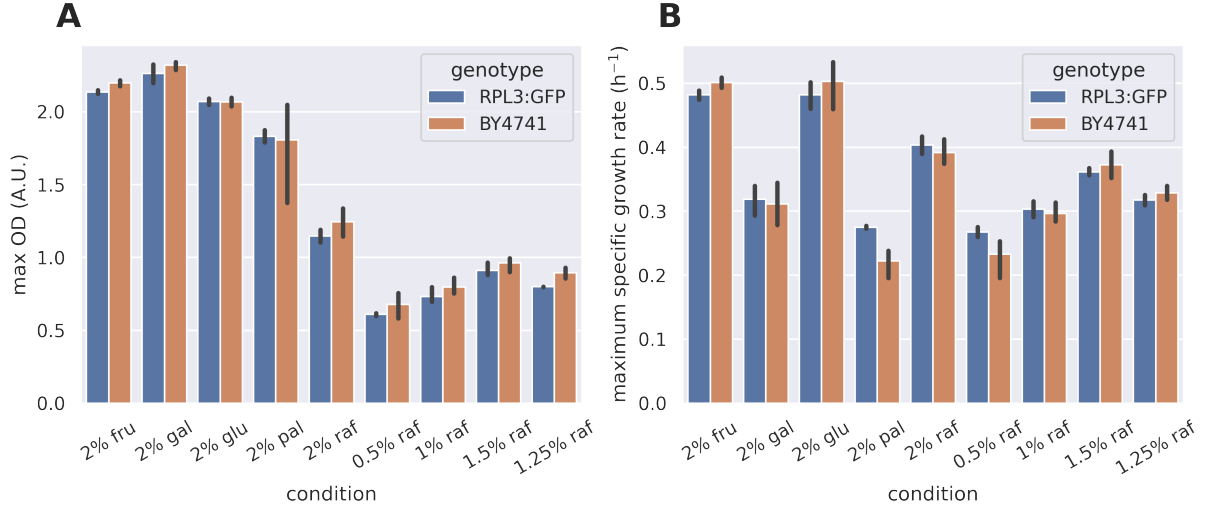 A
max OD (A.U.)
2.0
1.5
1.0
0.5
0.0
genotype
RPL3:GFP
BY4741
2% fru
2% gal
2% glu
2% pal
2% raf
0.5% raf
1% raf
1.5% raf
1.25% raf
condition
B
maximum specific growth rate (h⁻¹)
0.5
0.4
0.3
0.2
0.1
0.0
genotype
RPL3:GFP
BY4741
2% fru
2% gal
2% glu
2% pal
2% raf
0.5% raf
1% raf
1.5% raf
1.25% raf
condition